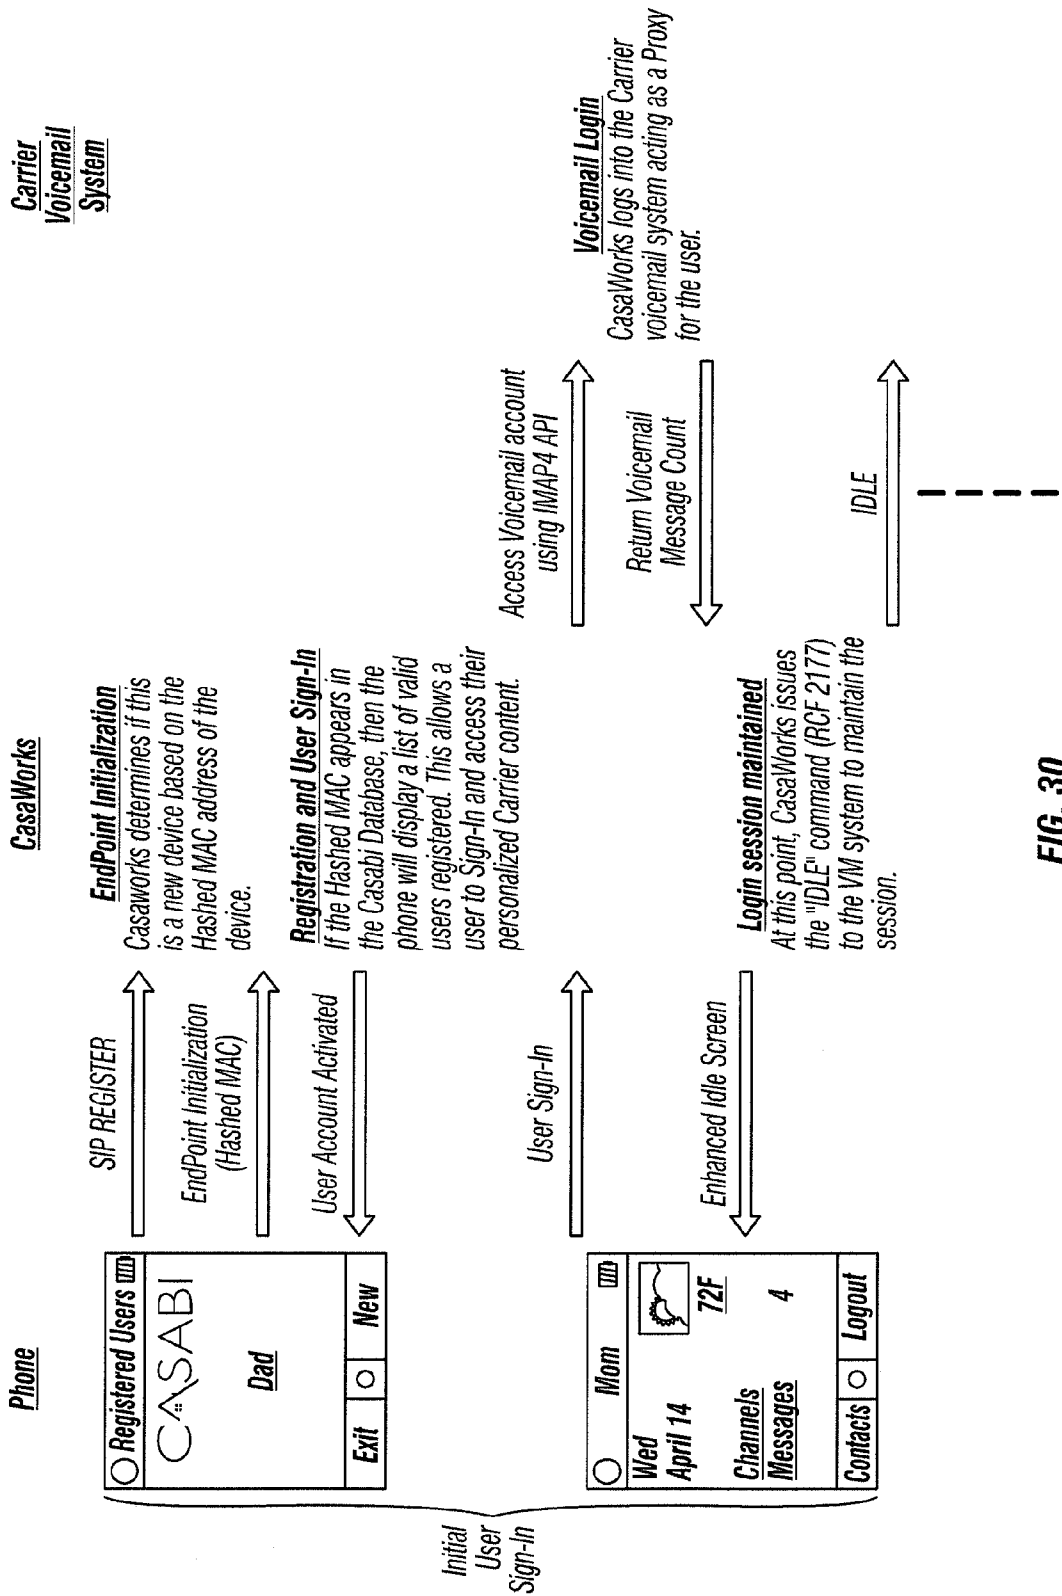 Phone
CasaWorks
Carrier
Voicemail
System
Initial
User
Sign-In
Registered Users
CASABI
Dad
Exit
New
SIP REGISTER
EndPoint Initialization
Casaworks determines if this
is a new device based on the
Hashed MAC address of the
device.
EndPoint Initialization
(Hashed MAC)
Registration and User Sign-In
If the Hashed MAC appears in
the Casabi Database, then the
phone will display a list of valid
users registered. This allows a
user to Sign-In and access their
personalized Carrier content.
User Account Activated
User Sign-In
Access Voicemail account
using IMAP4 API
Voicemail Login
CasaWorks logs into the Carrier
voicemail system acting as a Proxy
for the user.
Return Voicemail
Message Count
Mom
Wed
April 14
72F
Channels
Messages
4
Contacts
Logout
Enhanced Idle Screen
Login session maintained
At this point, CasaWorks issues
the "IDLE" command (RCF 2177)
to the VM system to maintain the
session.
IDLE
FIG. 30